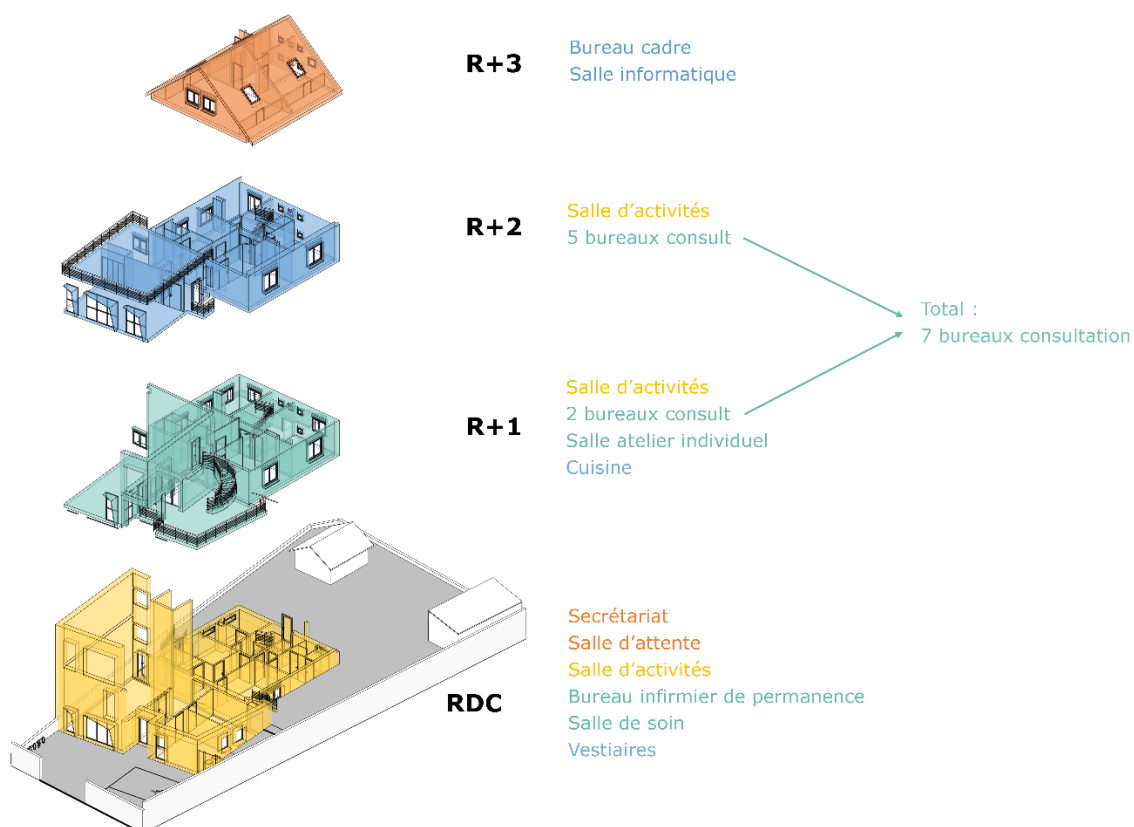 R+3
Bureau cadre
Salle informatique
R+2
Salle d'activités
5 bureaux consult
Total :
7 bureaux consultation
R+1
Salle d'activités
2 bureaux consult
Salle atelier individuel
Cuisine
RDC
Secrétariat
Salle d'attente
Salle d'activités
Bureau infirmier de permanence
Salle de soin
Vestiaires